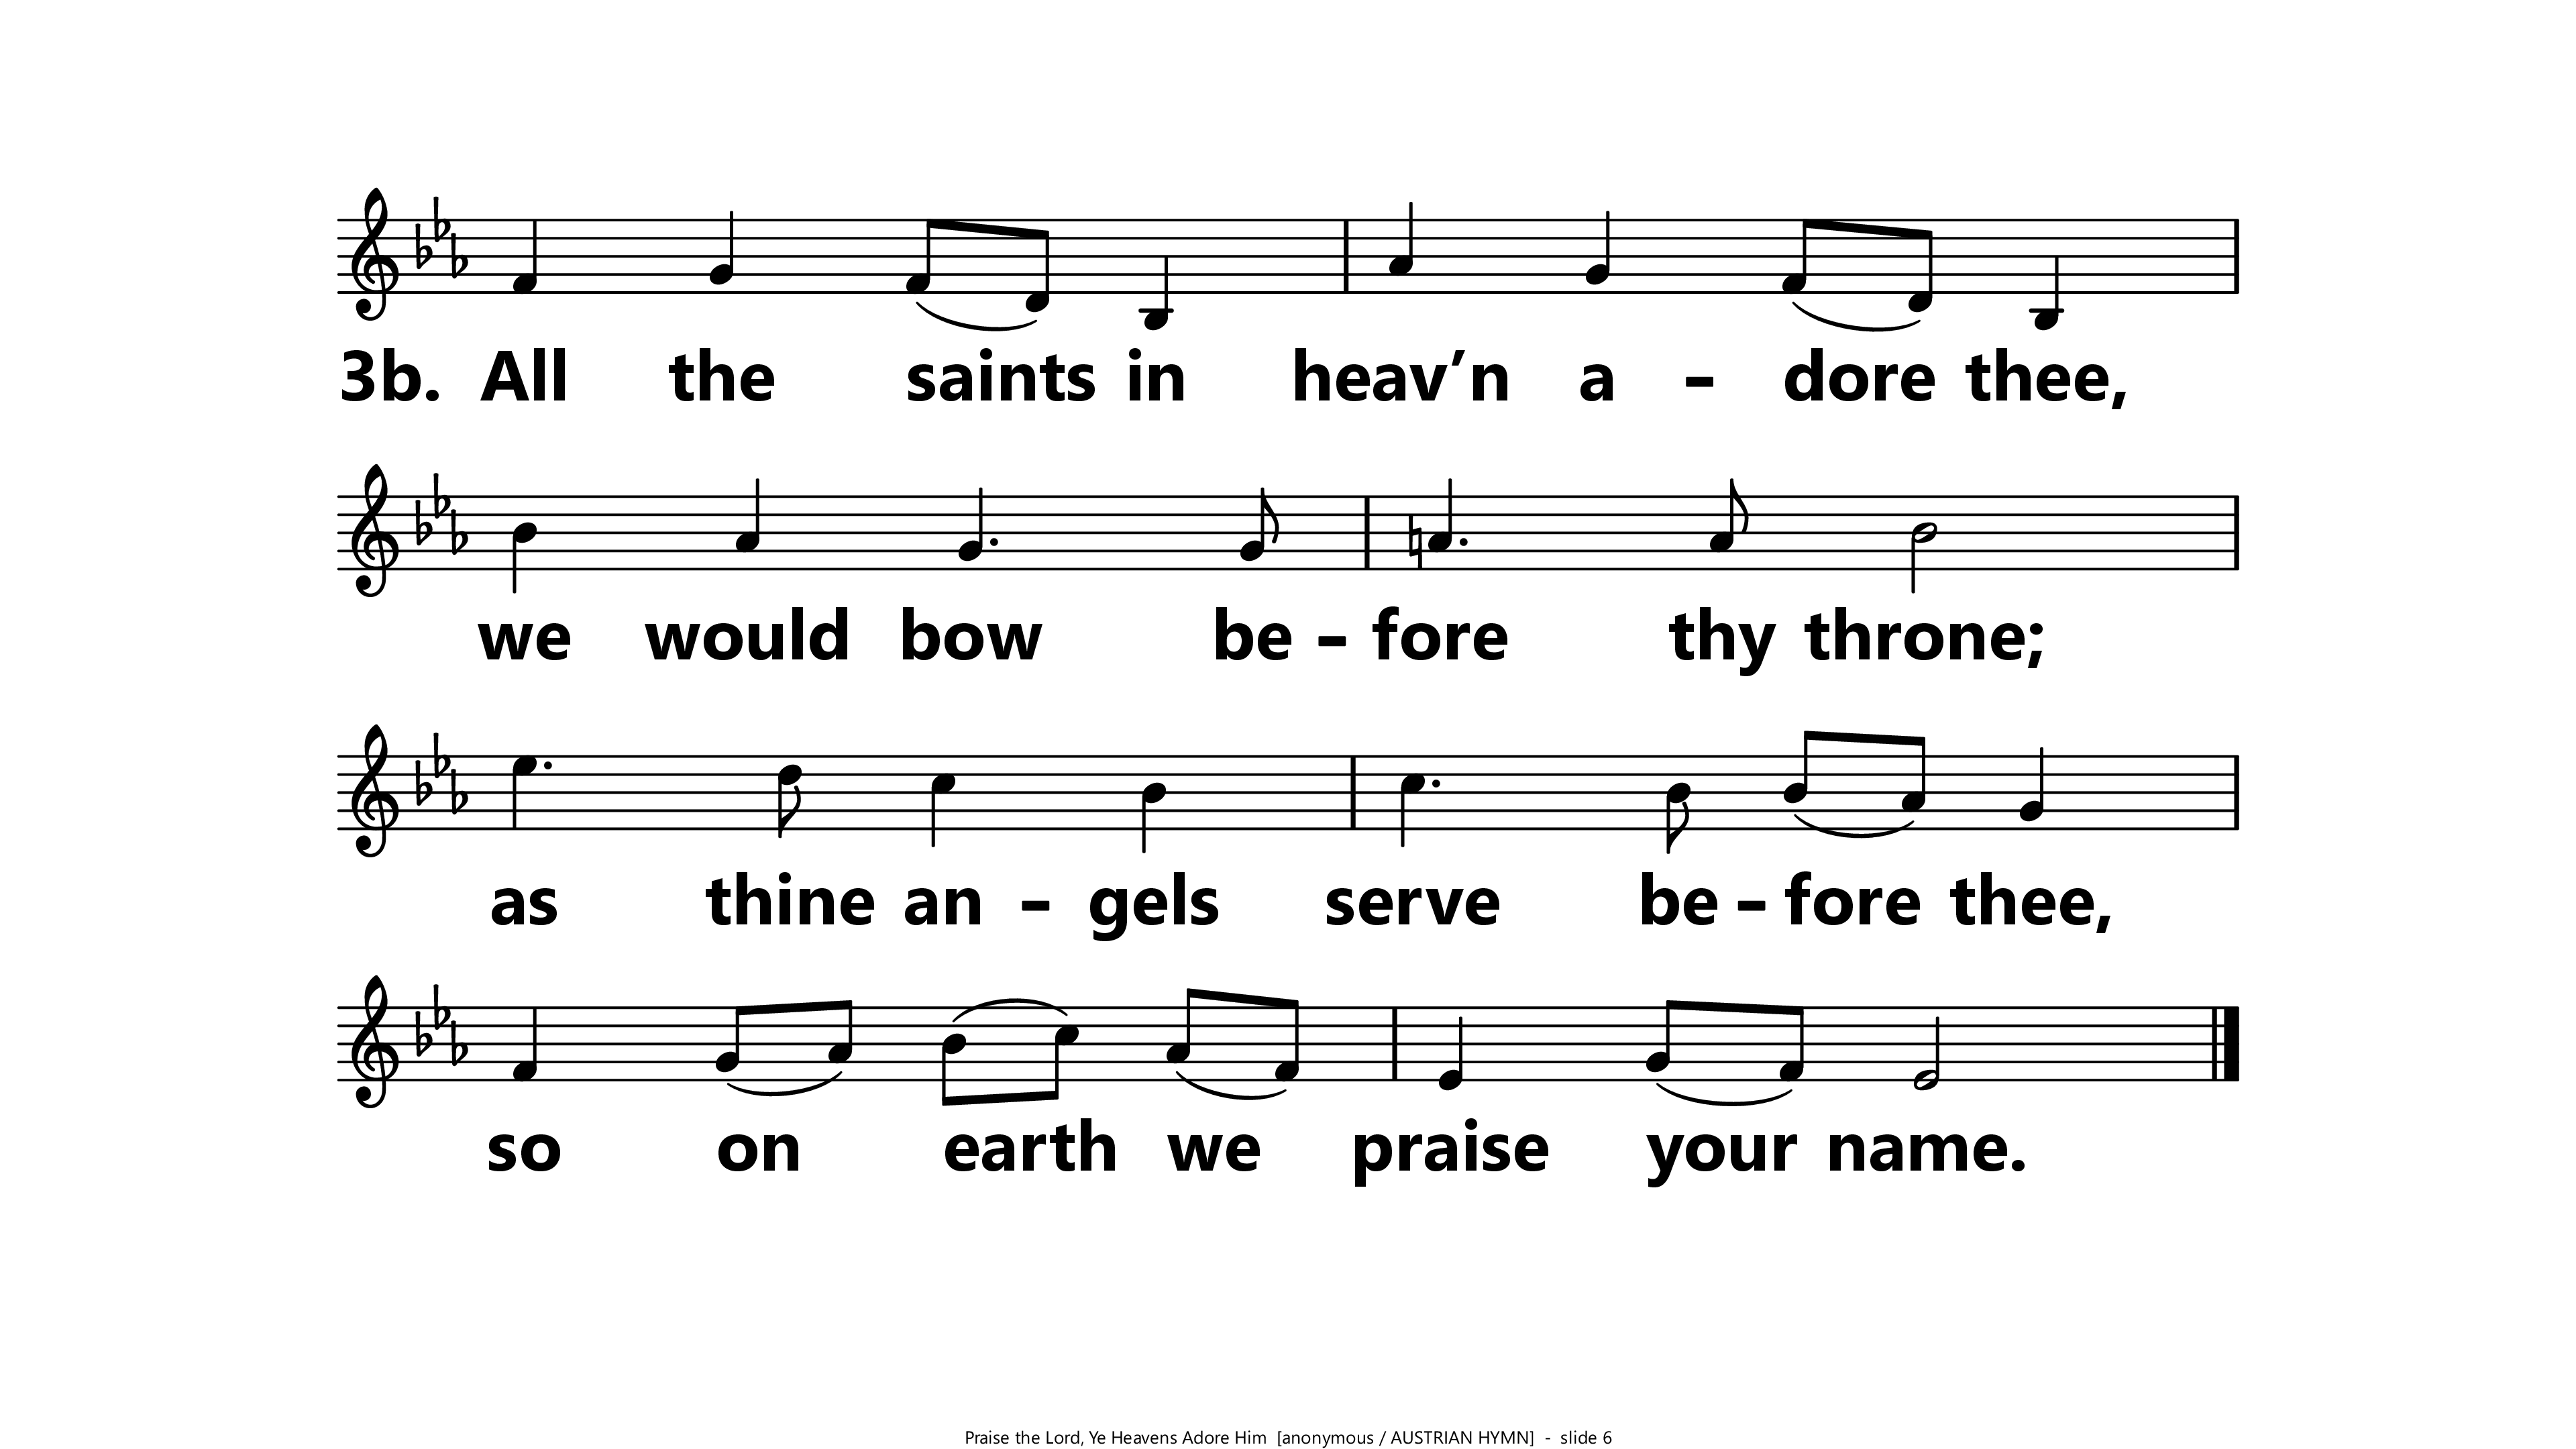 3b. All the saints in heav’n a - dore thee,
we would bow be - fore thy throne;
as thine an - gels serve be - fore thee,
so on earth we praise your name.
Praise the Lord, Ye Heavens Adore Him [anonymous / AUSTRIAN HYMN] - slide 6